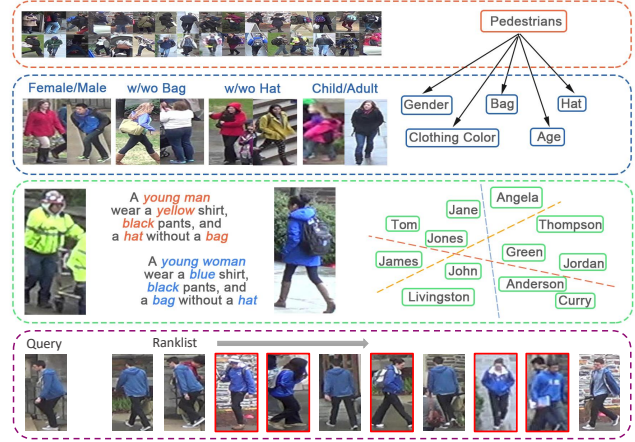 Pedestrians
Female/Male
w/wo Bag
w/wo Hat
Child/Adult
Gender
Bag
Hat
Clothing Color
Age
A young man
wear a yellow shirt,
black pants, and
a hat without a bag
A young woman
wear a blue shirt,
black pants, and
a bag without a hat
Angela
Jane
Tom
Thompson
Jones
Green
James
Jordan
John
Anderson
Livingston
Curry
Query
Ranklist